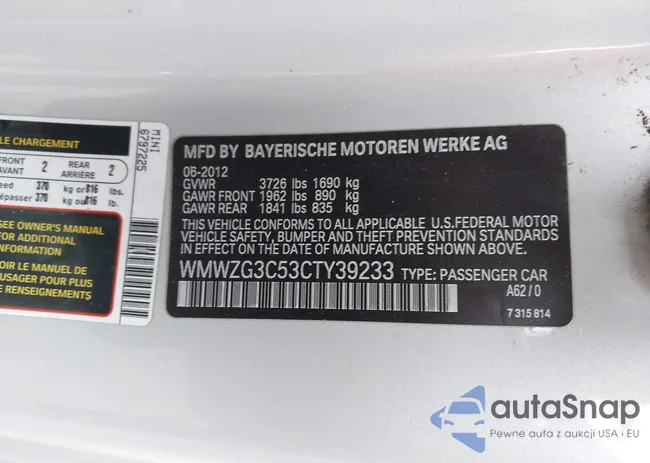 LE CHARGEMENT
FRONT AVANT 2 REAR ARRIÈRE 2
370 kg or 816 lbs.
370 kg ou 816 lb.
SEE OWNER'S MANUAL
FOR ADDITIONAL
INFORMATION
OIR le Manuel de
SAGER POUR PLUS
E RENSEIGNEMENTS
MINI
6797225
MFD BY BAYERISCHE MOTOREN WERKE AG
06-2012
GVWR 3726 lbs 1690 kg
GAWR FRONT 1962 lbs 890 kg
GAWR REAR 1841 lbs 835 kg
THIS VEHICLE CONFORMS TO ALL APPLICABLE U.S.FEDERAL MOTOR
VEHICLE SAFETY, BUMPER AND THEFT PREVENTION STANDARDS
IN EFFECT ON THE DATE OF MANUFACTURE SHOWN ABOVE.
WMWZG3C53CTY39233 TYPE: PASSENGER CAR
A62/0
7 315 814
autoSnap
Pewne auta z aukcji USA i EU